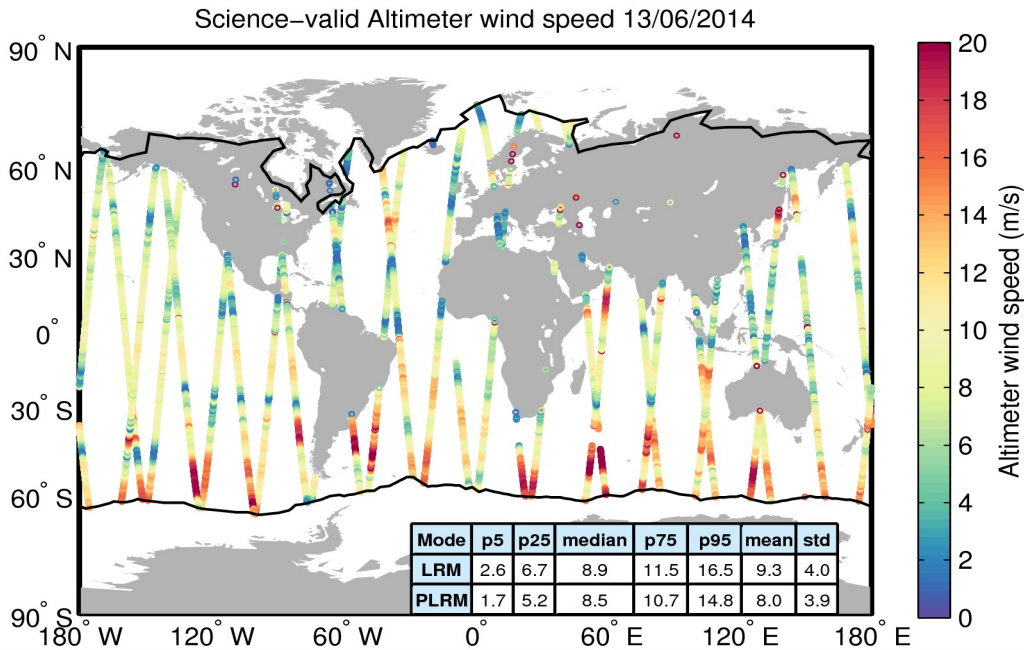 Science−valid Altimeter wind speed 13/06/2014
90° N
60° N
30° N
0°
30° S
60° S
90° S
180° W
120° W
60° W
0°
60° E
120° E
180° E
Mode p5 p25 median p75 p95 mean std
LRM 2.6 6.7 8.9 11.5 16.5 9.3 4.0
PLRM 1.7 5.2 8.5 10.7 14.8 8.0 3.9
20
18
16
14
12
10
8
6
4
2
0
Altimeter wind speed (m/s)